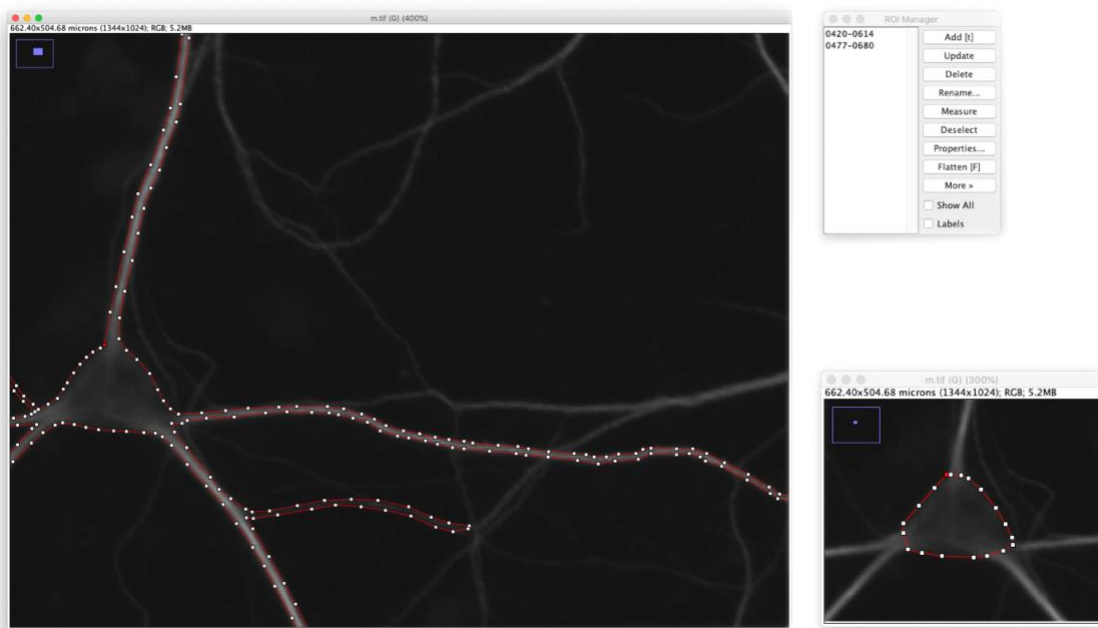 m.tif (G) (400%)
662.40x504.68 microns (1344x1024); RGB; 5.2MB
ROI Manager
0420-0614
0477-0680
Add [t]
Update
Delete
Rename...
Measure
Deselect
Properties...
Flatten [F]
More »
Show All
Labels
m.tif (G) (300%)
662.40x504.68 microns (1344x1024); RGB; 5.2MB